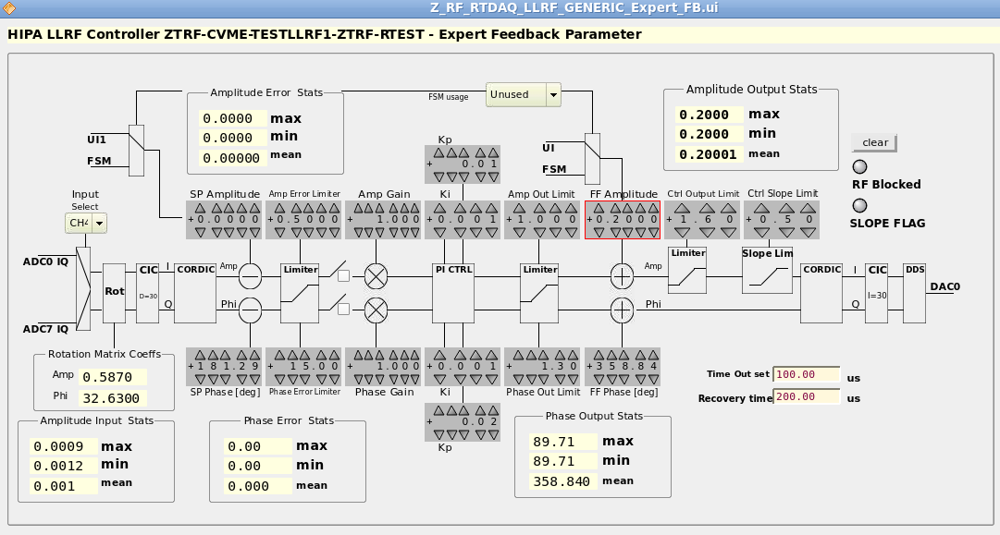 Z_RF_RTDAQ_LLRF_GENERIC_Expert_FB.ui
HIPA LLRF Controller ZTRF-CVME-TESTLLRF1-ZTRF-RTEST - Expert Feedback Parameter
Amplitude Error Stats
0.0000 max
0.0000 min
0.00000 mean
FSM usage
Unused
Amplitude Output Stats
0.2000 max
0.2000 min
0.20001 mean
UI1
FSM
Kp
+ 0.01
UI
FSM
clear
RF Blocked
SLOPE FLAG
Input
Select
CH4
SP Amplitude
+0.0000
Amp Error Limiter
+0.5000
Amp Gain
1.000
Ki
+0.001
Amp Out Limit
+1.000
FF Amplitude
+0.2000
Ctrl Output Limit
+1.60
Ctrl Slope Limit
+0.50
ADC0 IQ
ADC7 IQ
Rot
CIC
D=30
I
Q
CORDIC
Amp
Phi
Limiter
PI CTRL
Limiter
Amp
Phi
Limiter
Slope Lim
CORDIC
I
Q
CIC
I=30
DDS
DAC0
+181.29
SP Phase [deg]
+15.00
Phase Error Limiter
+1.000
Phase Gain
+0.001
Ki
+1.30
Phase Out Limit
+358.84
FF Phase [deg]
+ 0.02
Kp
Rotation Matrix Coeffs
Amp 0.5870
Phi 32.6300
Time Out set 100.00 us
Recovery time 200.00 us
Amplitude Input Stats
0.0009 max
0.0012 min
0.001 mean
Phase Error Stats
0.00 max
0.00 min
0.000 mean
Phase Output Stats
89.71 max
89.71 min
358.840 mean